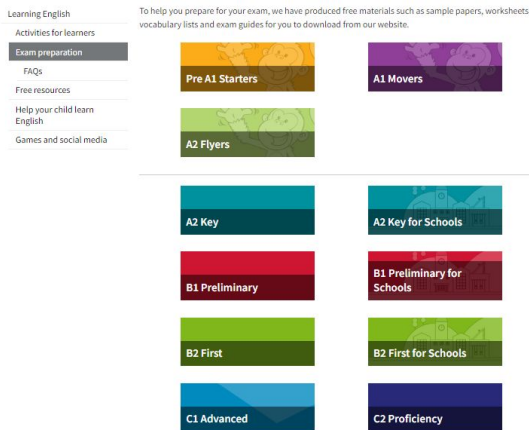 Learning English
Activities for learners
Exam preparation
FAQs
Free resources
Help your child learn
English
Games and social media
To help you prepare for your exam, we have produced free materials such as sample papers, worksheets
vocabulary lists and exam guides for you to download from our website.
Pre A1 Starters
A1 Movers
A2 Flyers
A2 Key
A2 Key for Schools
B1 Preliminary
B1 Preliminary for
Schools
B2 First
B2 First for Schools
C1 Advanced
C2 Proficiency